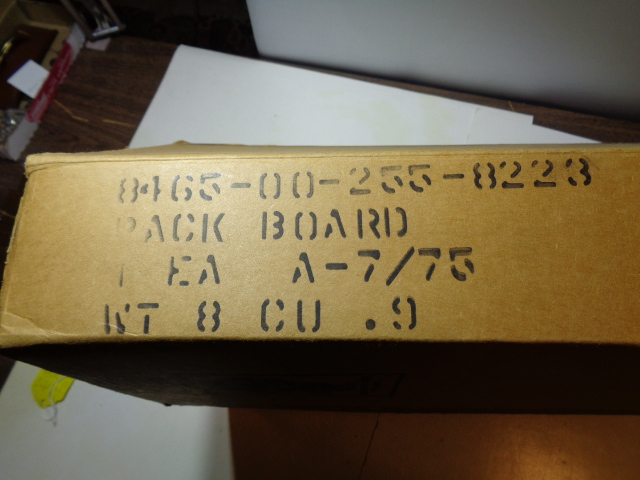 8465-00-255-8223
PACK BOARD
1 EA A-7/75
WT 8 CU .9